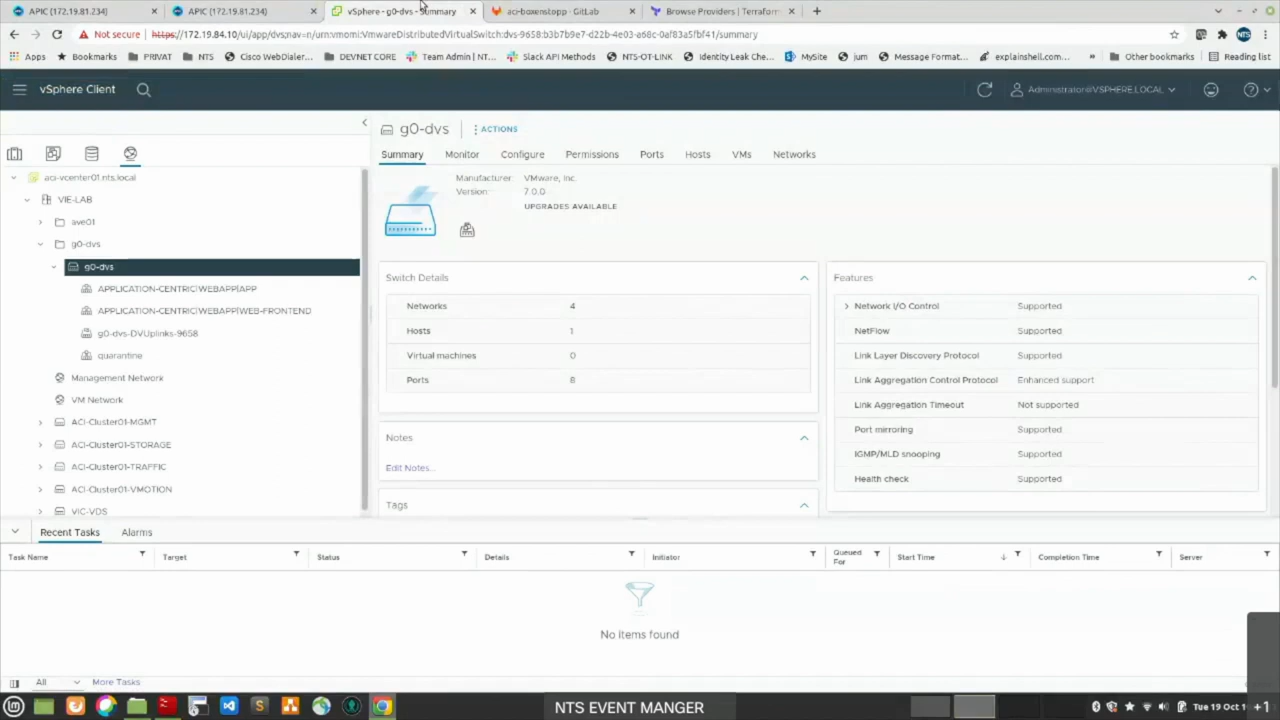 APIC (172.19.81.234)
APIC (172.19.81.234)
vSphere - g0-dvs - Summary
aci-boxenstopp · GitLab
Browse Providers | Terraform
Not secure
https://172.19.84.10/ui/app/dvs;nav=n/urn:vmomi:VmwareDistributedVirtualSwitch:dvs-9658:b3b7b9e7-d22b-4e03-a68c-0af83a5fbf41/summary
Apps
Bookmarks
PRIVAT
NTS
Cisco WebDialer...
DEVNET CORE
Team Admin | NT...
Slack API Methods
NTS-OT-LINK
Identity Leak Che...
MySite
jum
Message Format...
explainshell.com...
»
Other bookmarks
Reading list
vSphere Client
Administrator@VSPHERE.LOCAL
g0-dvs
ACTIONS
Summary
Monitor
Configure
Permissions
Ports
Hosts
VMs
Networks
aci-vcenter01.nts.local
VIE-LAB
ave01
g0-dvs
g0-dvs
APPLICATION-CENTRIC|WEBAPP|APP
APPLICATION-CENTRIC|WEBAPP|WEB-FRONTEND
g0-dvs-DVUplinks-9658
quarantine
Management Network
VM Network
ACI-Cluster01-MGMT
ACI-Cluster01-STORAGE
ACI-Cluster01-TRAFFIC
ACI-Cluster01-VMOTION
VIC-VDS
Manufacturer: VMware, Inc.
Version: 7.0.0
UPGRADES AVAILABLE
Switch Details
Networks 4
Hosts 1
Virtual machines 0
Ports 8
Notes
Edit Notes...
Tags
Features
Network I/O Control Supported
NetFlow Supported
Link Layer Discovery Protocol Supported
Link Aggregation Control Protocol Enhanced support
Link Aggregation Timeout Not supported
Port mirroring Supported
IGMP/MLD snooping Supported
Health check Supported
Recent Tasks
Alarms
Task Name
Target
Status
Details
Initiator
Queued For
Start Time
Completion Time
Server
No items found
All
More Tasks
NTS EVENT MANGER
Tue 19 Oct
+1